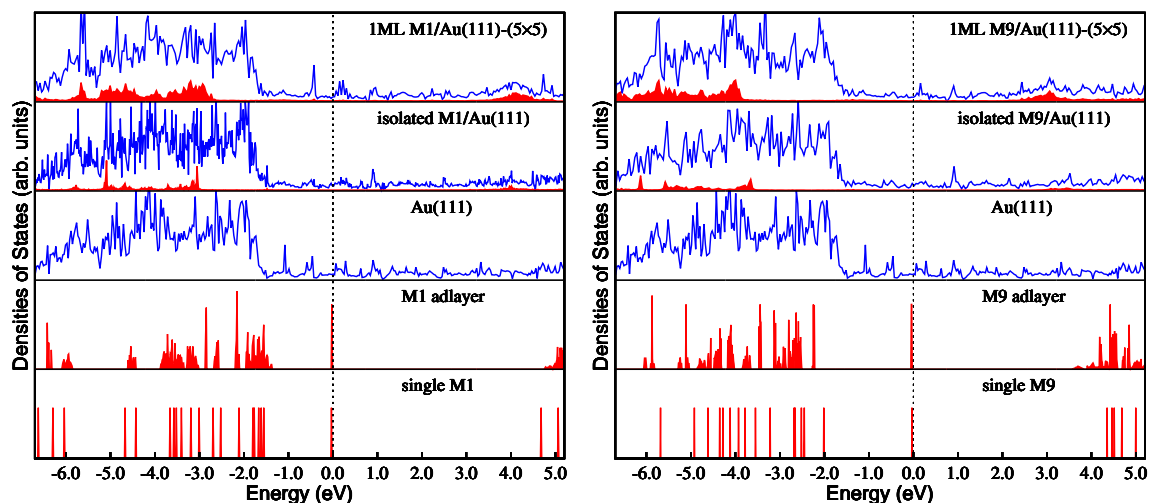 1ML M1/Au(111)-(5×5)
isolated M1/Au(111)
Au(111)
M1 adlayer
single M1
Densities of States (arb. units)
-6.0 -5.0 -4.0 -3.0 -2.0 -1.0 0.0 1.0 2.0 3.0 4.0 5.0
Energy (eV)
1ML M9/Au(111)-(5×5)
isolated M9/Au(111)
Au(111)
M9 adlayer
single M9
Densities of States (arb. units)
-6.0 -5.0 -4.0 -3.0 -2.0 -1.0 0.0 1.0 2.0 3.0 4.0 5.0
Energy (eV)